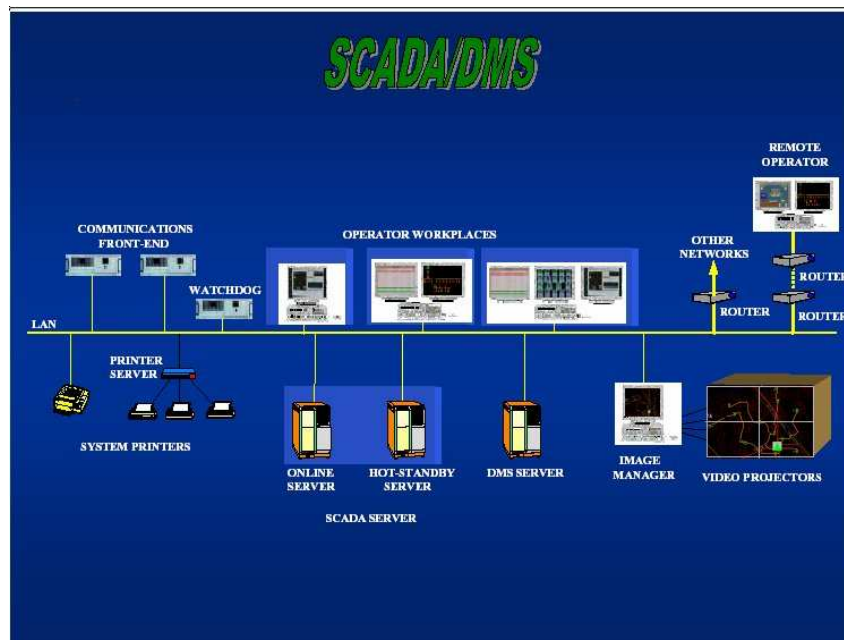 SCADA/DMS
REMOTE
OPERATOR
COMMUNICATIONS
FRONT-END
OPERATOR WORKPLACES
OTHER
NETWORKS
ROUTER
WATCHDOG
ROUTER
ROUTER
LAN
PRINTER
SERVER
SYSTEM PRINTERS
ONLINE
SERVER
HOT-STANDBY
SERVER
DMS SERVER
IMAGE
MANAGER
VIDEO PROJECTORS
SCADA SERVER